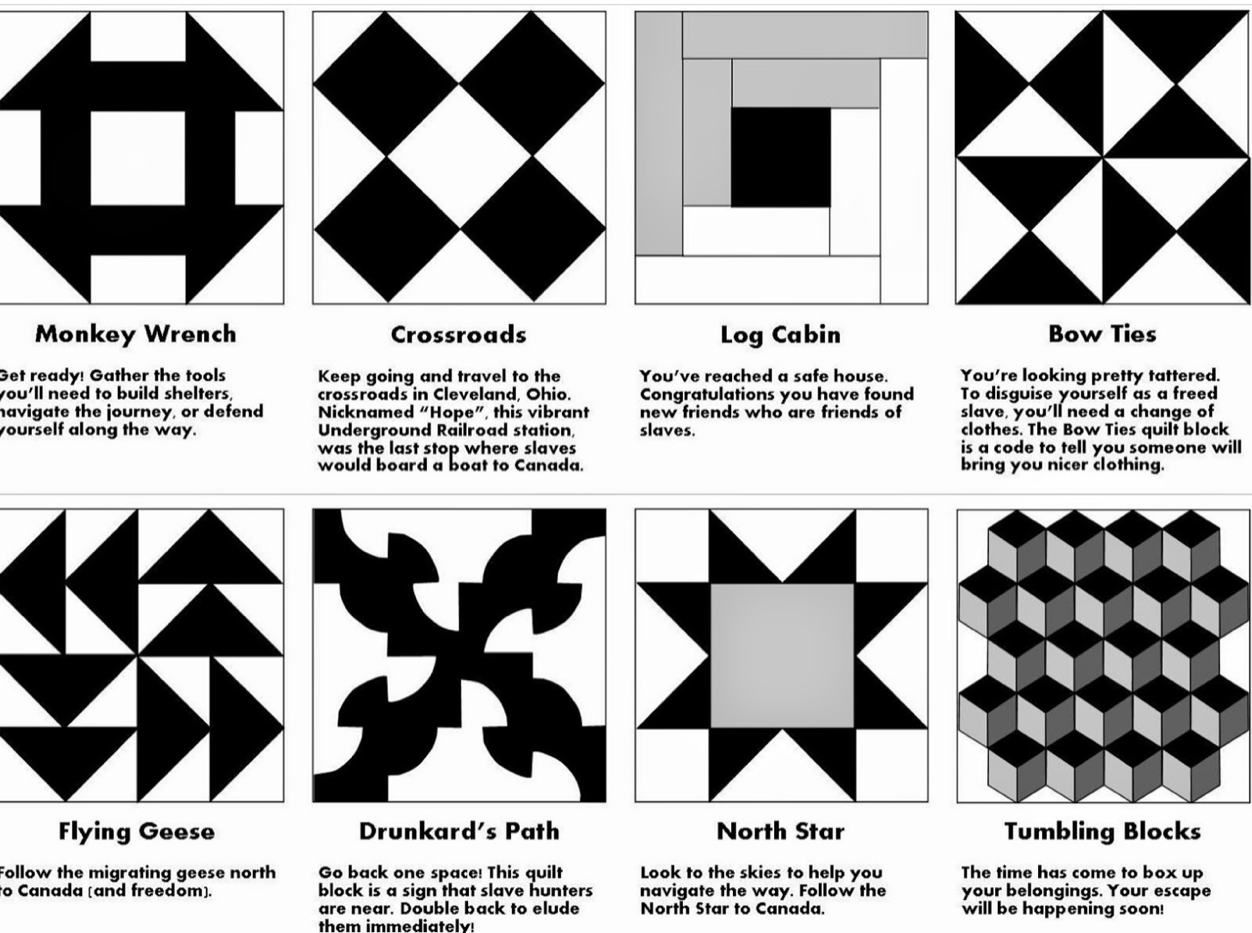 Monkey Wrench
Get ready! Gather the tools
you'll need to build shelters,
navigate the journey, or defend
yourself along the way.
Crossroads
Keep going and travel to the
crossroads in Cleveland, Ohio.
Nicknamed “Hope”, this vibrant
Underground Railroad station,
was the last stop where slaves
would board a boat to Canada.
Log Cabin
You've reached a safe house.
Congratulations you have found
new friends who are friends of
slaves.
Bow Ties
You're looking pretty tattered.
To disguise yourself as a freed
slave, you'll need a change of
clothes. The Bow Ties quilt block
is a code to tell you someone will
bring you nicer clothing.
Flying Geese
Follow the migrating geese north
to Canada (and freedom).
Drunkard's Path
Go back one space! This quilt
block is a sign that slave hunters
are near. Double back to elude
them immediately!
North Star
Look to the skies to help you
navigate the way. Follow the
North Star to Canada.
Tumbling Blocks
The time has come to box up
your belongings. Your escape
will be happening soon!